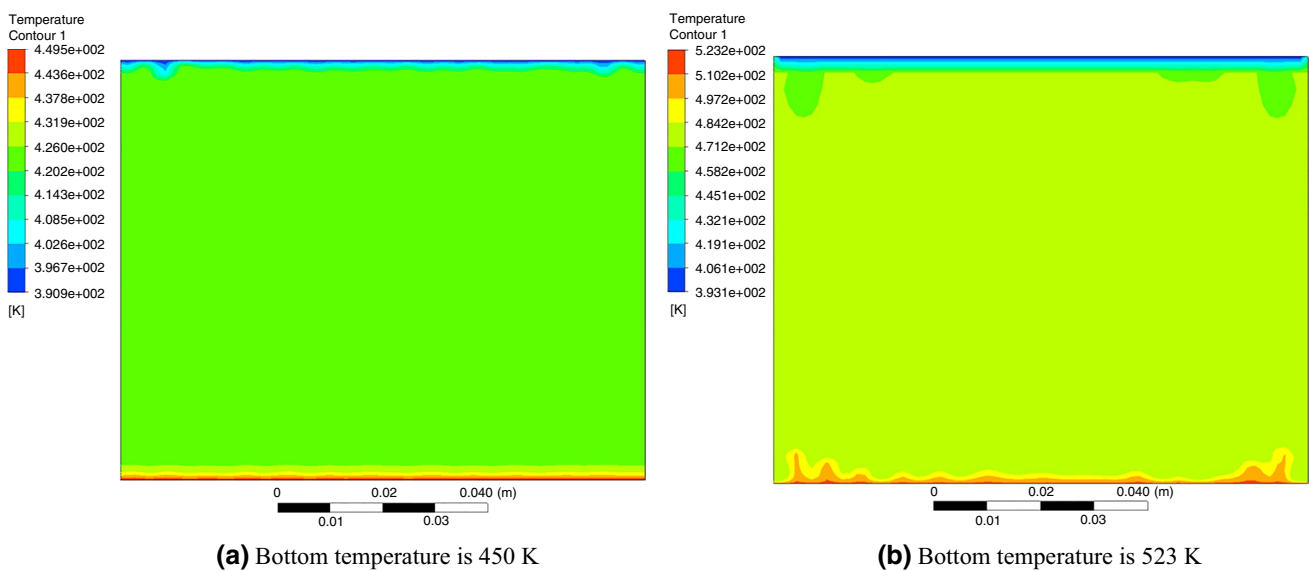 Temperature
Contour 1
4.495e+002
4.436e+002
4.378e+002
4.319e+002
4.260e+002
4.202e+002
4.143e+002
4.085e+002
4.026e+002
3.967e+002
3.909e+002
[K]
0 0.02 0.040 (m)
0.01 0.03
(a) Bottom temperature is 450 K
Temperature
Contour 1
5.232e+002
5.102e+002
4.972e+002
4.842e+002
4.712e+002
4.582e+002
4.451e+002
4.321e+002
4.191e+002
4.061e+002
3.931e+002
[K]
0 0.02 0.040 (m)
0.01 0.03
(b) Bottom temperature is 523 K